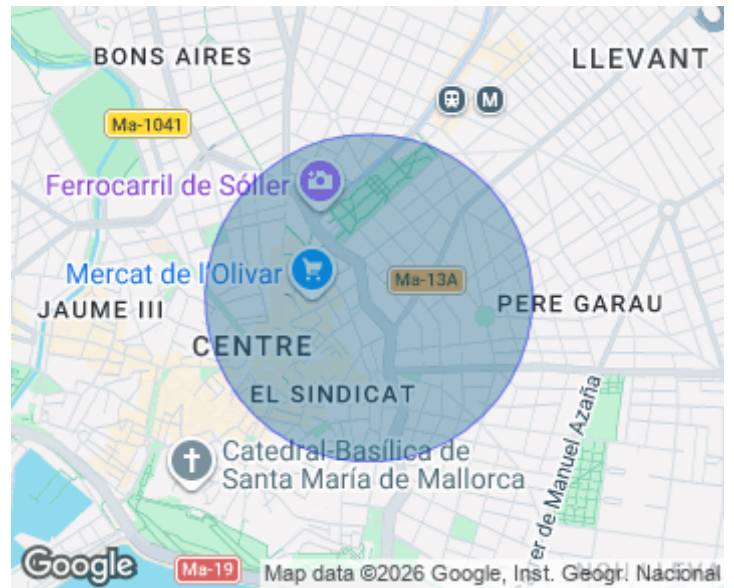 BONS AIRES
LLEVANT
M
Ma-1041
Ferrocarril de Sóller
Mercat de l'Olivar
Ma-13A
JAUME III
PERE GARAU
CENTRE
EL SINDICAT
Catedral-Basílica de
Santa María de Mallorca
er de Manuel Azaña
Google
Ma-19
Map data ©2026 Google, Inst. Geogr. Nacional